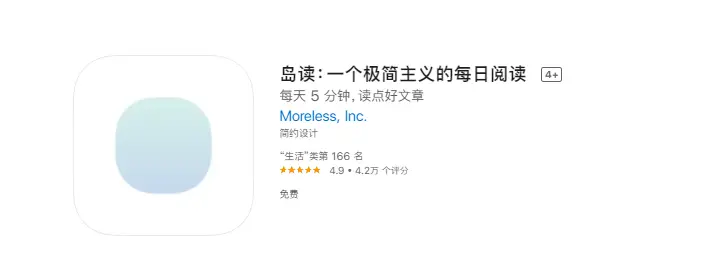 岛读:一个极简主义的每日阅读 4+
每天 5 分钟,读点好文章
Moreless, Inc.
简约设计
“生活”类第 166 名
★★★★★ 4.9 • 4.2万 个评分
免费